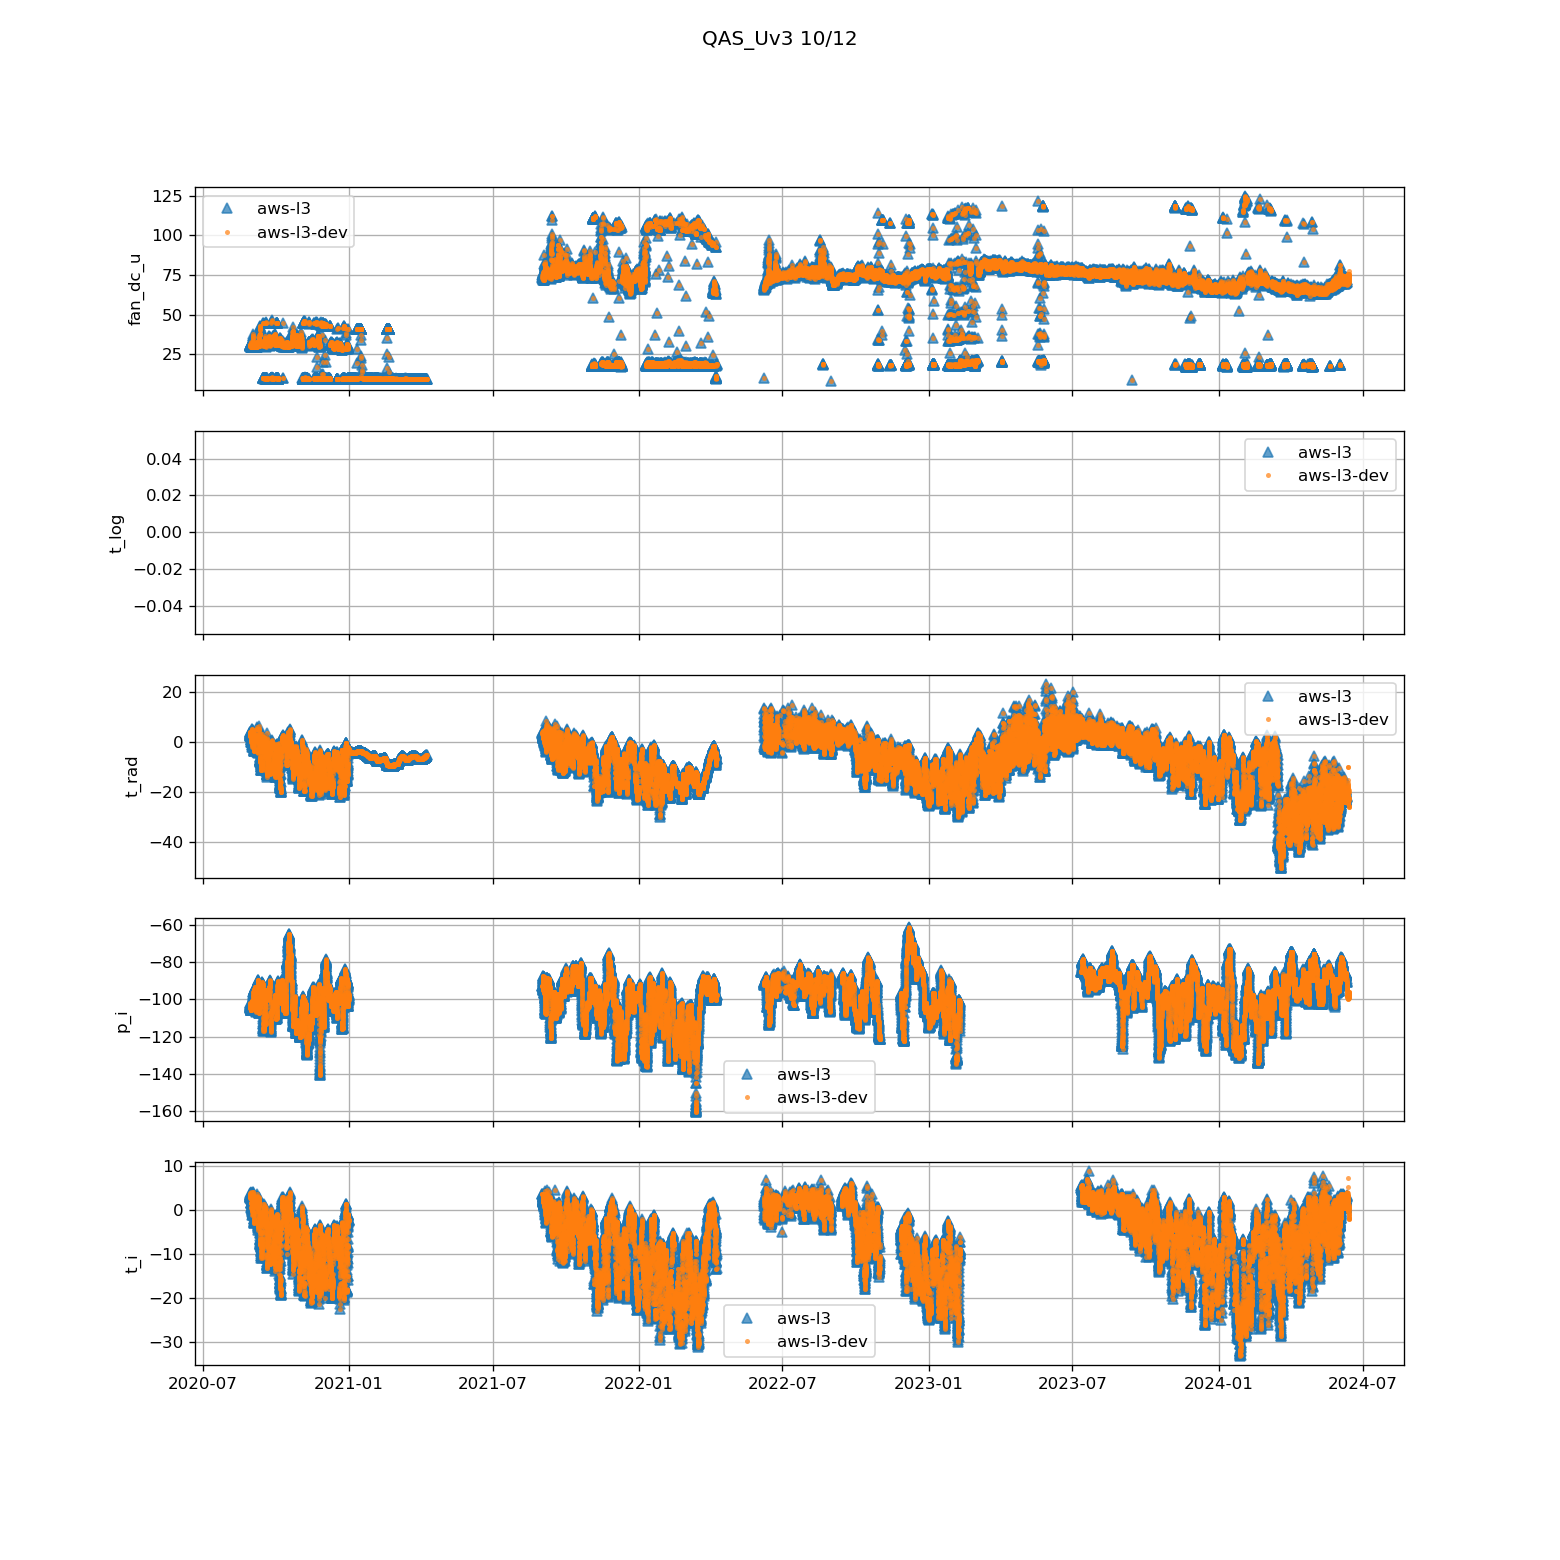 QAS_Uv3 10/12
125
100
75
50
25
fan_dc_u
aws-l3
aws-l3-dev
0.04
0.02
0.00
−0.02
−0.04
t_log
aws-l3
aws-l3-dev
20
0
−20
−40
t_rad
aws-l3
aws-l3-dev
−60
−80
−100
−120
−140
−160
p_i
aws-l3
aws-l3-dev
10
0
−10
−20
−30
t_i
aws-l3
aws-l3-dev
2020-07 2021-01 2021-07 2022-01 2022-07 2023-01 2023-07 2024-01 2024-07